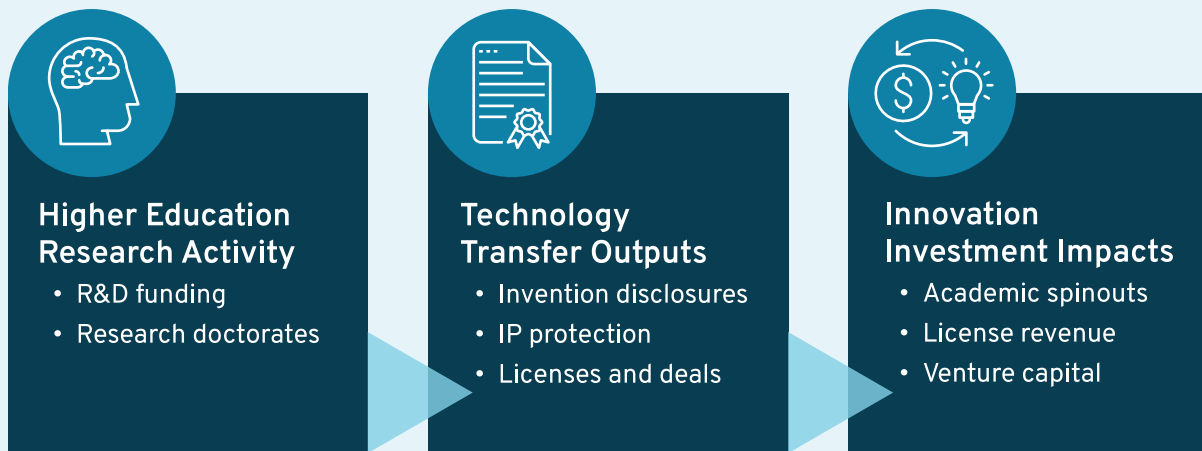 Higher Education
Research Activity
• R&D funding
• Research doctorates
Technology
Transfer Outputs
• Invention disclosures
• IP protection
• Licenses and deals
$
Innovation
Investment Impacts
• Academic spinouts
• License revenue
• Venture capital